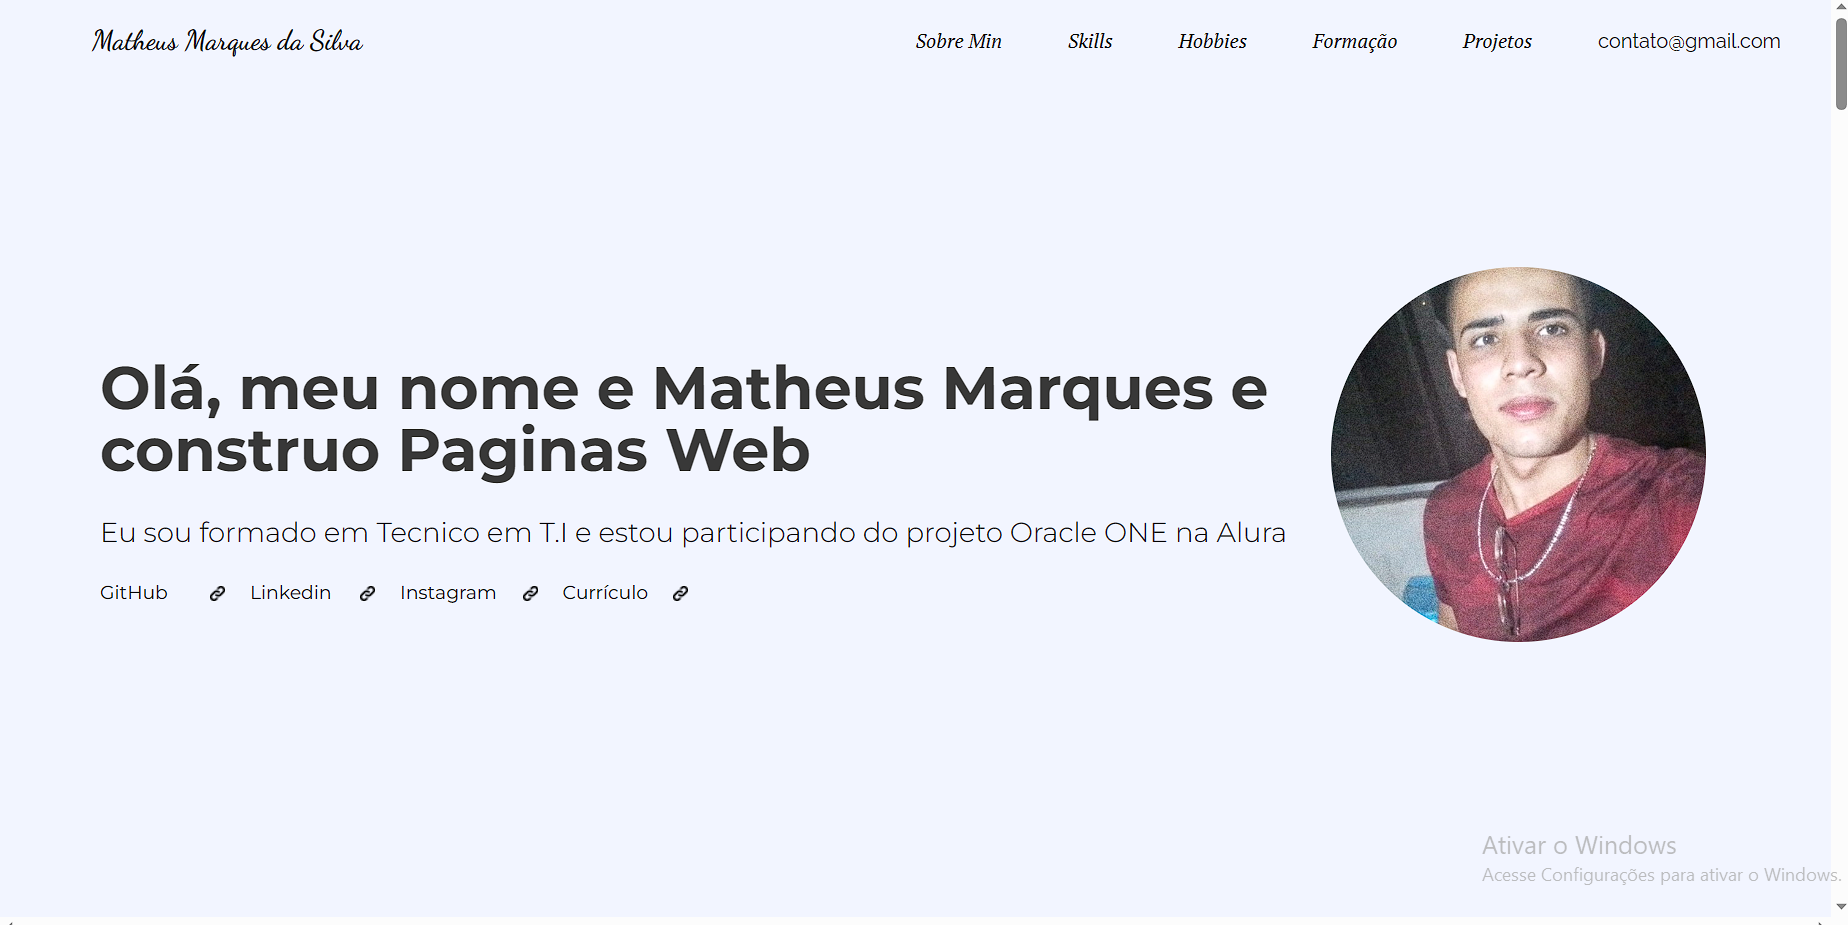 Matheus Marques da Silva
Sobre Min Skills Hobbies Formação Projetos contato@gmail.com
Olá, meu nome e Matheus Marques e
construo Paginas Web
Eu sou formado em Tecnico em T.I e estou participando do projeto Oracle ONE na Alura
GitHub Linkedin Instagram Currículo
Ativar o Windows
Acesse Configurações para ativar o Windows.